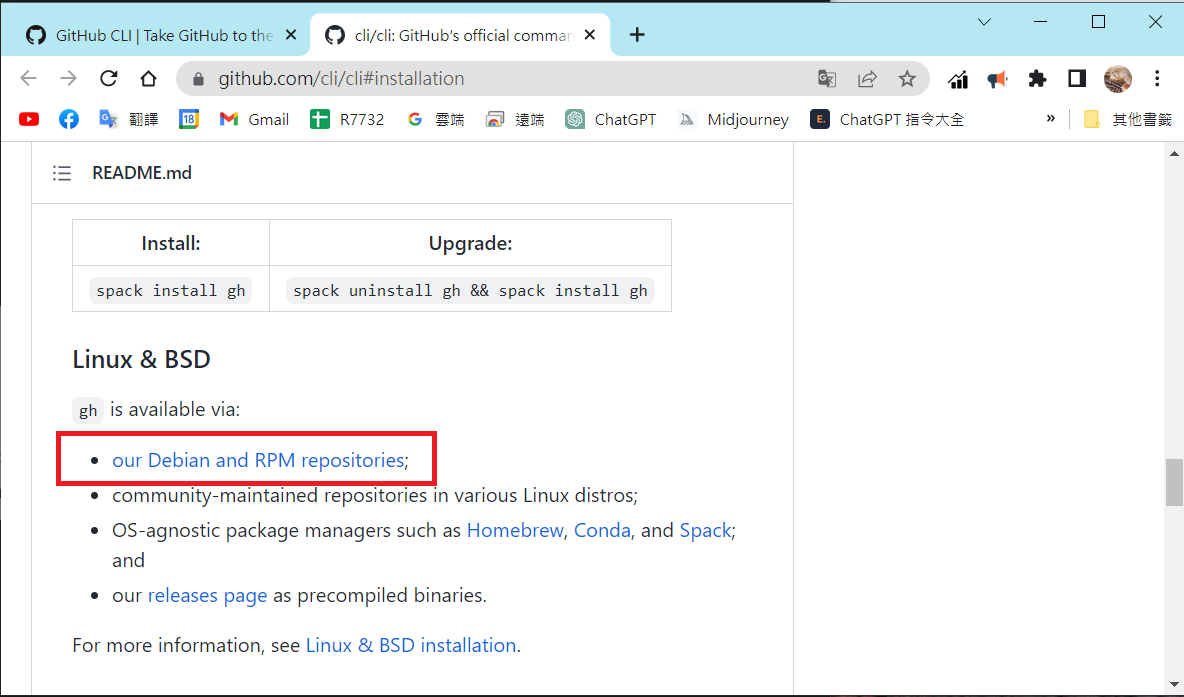 GitHub CLI | Take GitHub to the
cli/cli: GitHub's official comman
github.com/cli/cli#installation
翻譯
18
Gmail
R7732
雲端
遠端
ChatGPT
Midjourney
E.
ChatGPT 指令大全
»
其他書籤
README.md
Install: Upgrade:
spack install gh spack uninstall gh && spack install gh
Linux & BSD
gh is available via:
• our Debian and RPM repositories;
• community-maintained repositories in various Linux distros;
• OS-agnostic package managers such as Homebrew, Conda, and Spack;
and
• our releases page as precompiled binaries.
For more information, see Linux & BSD installation.